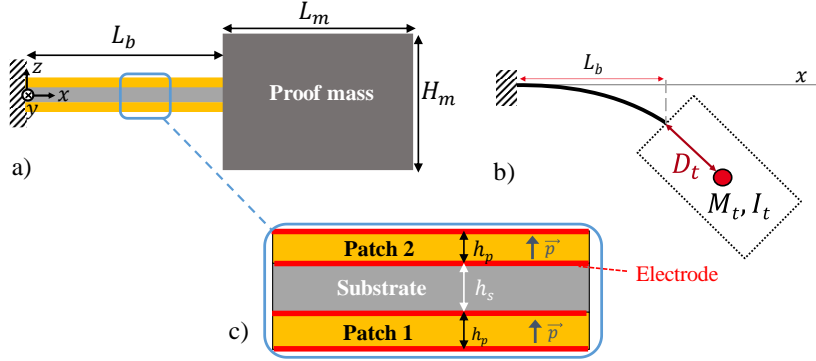 L_m
L_b
z
x
y
Proof mass
H_m
a)
L_b
x
D_t
M_t, I_t
b)
Patch 2
h_p
p⃗
Electrode
Substrate
h_s
Patch 1
h_p
p⃗
c)